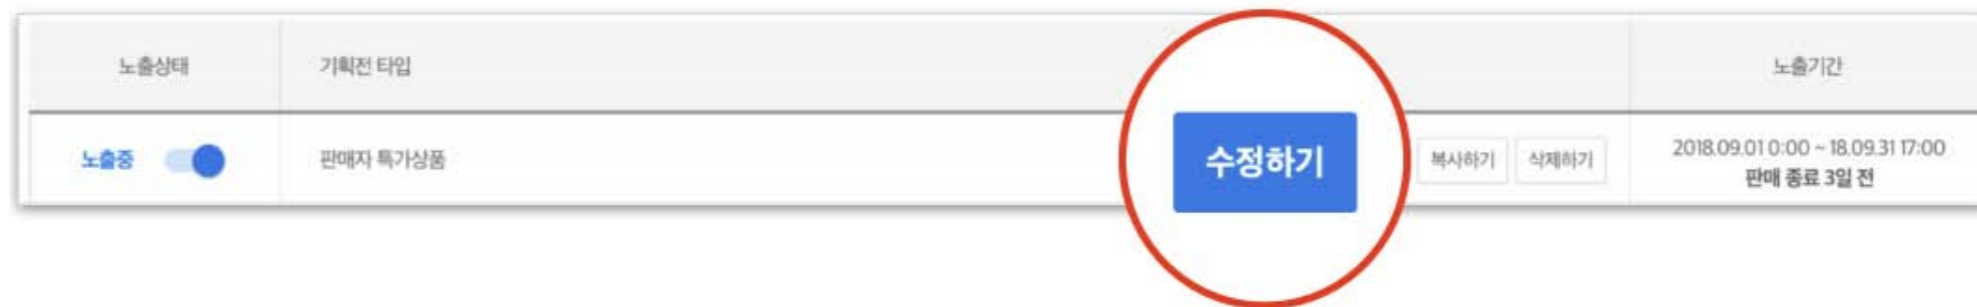 노출상태 기획전 타입 노출기간
노출중 판매자 특가상품 수정하기 복사하기 삭제하기 2018.09.01 0:00 ~ 18.09.31 17:00
판매 종료 3일 전